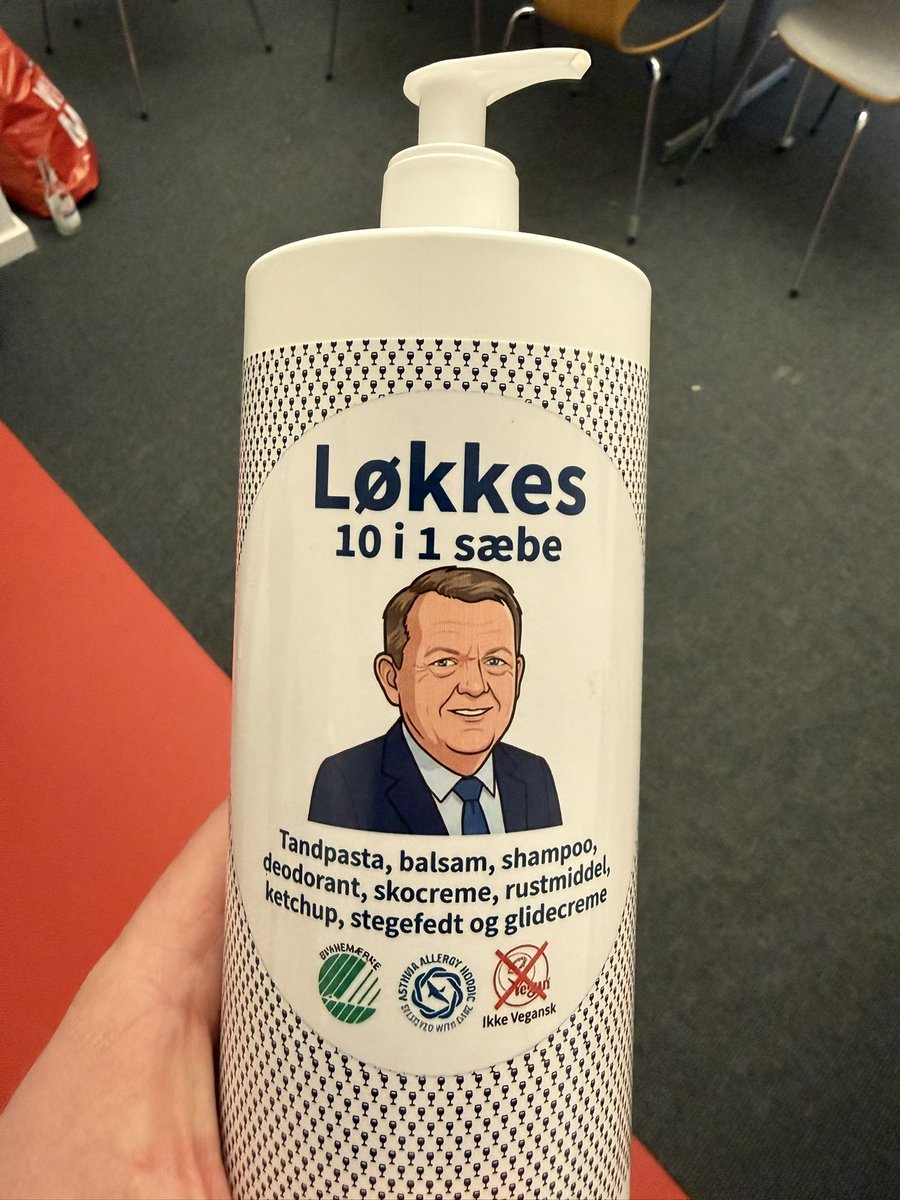 Løkkes
10 i 1 sæbe
Tandpasta, balsam, shampoo,
deodorant, skocreme, rustmiddel,
ketchup, stegefedt og glidecreme
ASTHMA ALLERGY NORDIC
Ikke Vegansk